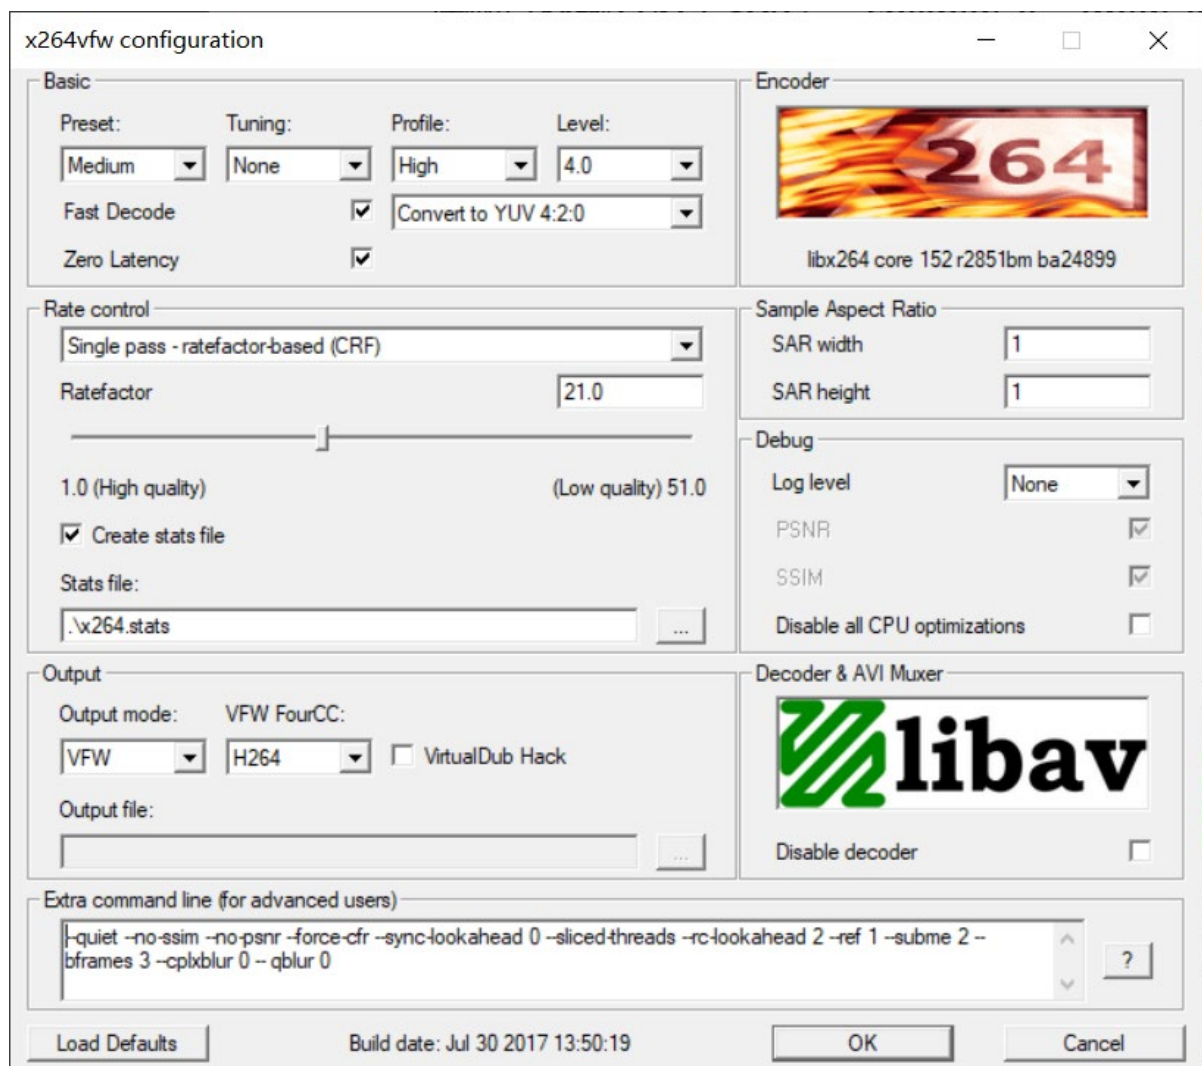 x264vfw configuration
Basic
Preset: Tuning: Profile: Level:
Medium None High 4.0
Fast Decode Convert to YUV 4:2:0
Zero Latency
Encoder
264
libx264 core 152 r2851bm ba24899
Rate control
Single pass - ratefactor-based (CRF)
Ratefactor 21.0
1.0 (High quality) (Low quality) 51.0
Create stats file
Stats file:
.\x264.stats ...
Sample Aspect Ratio
SAR width 1
SAR height 1
Debug
Log level None
PSNR
SSIM
Disable all CPU optimizations
Output
Output mode: VFW FourCC:
VFW H264 VirtualDub Hack
Output file:
...
Decoder & AVI Muxer
libav
Disable decoder
Extra command line (for advanced users)
--quiet --no-ssim --no-psnr --force-cfr --sync-lookahead 0 --sliced-threads --rc-lookahead 2 --ref 1 --subme 2 --
bframes 3 --cplxblur 0 -- qblur 0
?
Load Defaults Build date: Jul 30 2017 13:50:19 OK Cancel